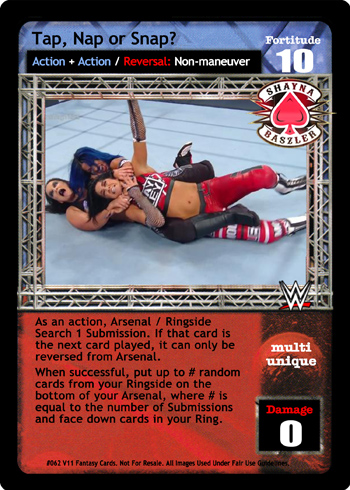 Tap, Nap or Snap?
Fortitude
10
Action + Action / Reversal: Non-maneuver
SHAYNA
BASZLER
W
As an action, Arsenal / Ringside
Search 1 Submission. If that card is
the next card played, it can only be
reversed from Arsenal.
When successful, put up to # random
cards from your Ringside on the
bottom of your Arsenal, where # is
equal to the number of Submissions
and face down cards in your Ring.
multi
unique
Damage
0
#062 V11 Fantasy Cards. Not For Resale. All Images Used Under Fair Use Guidelines.